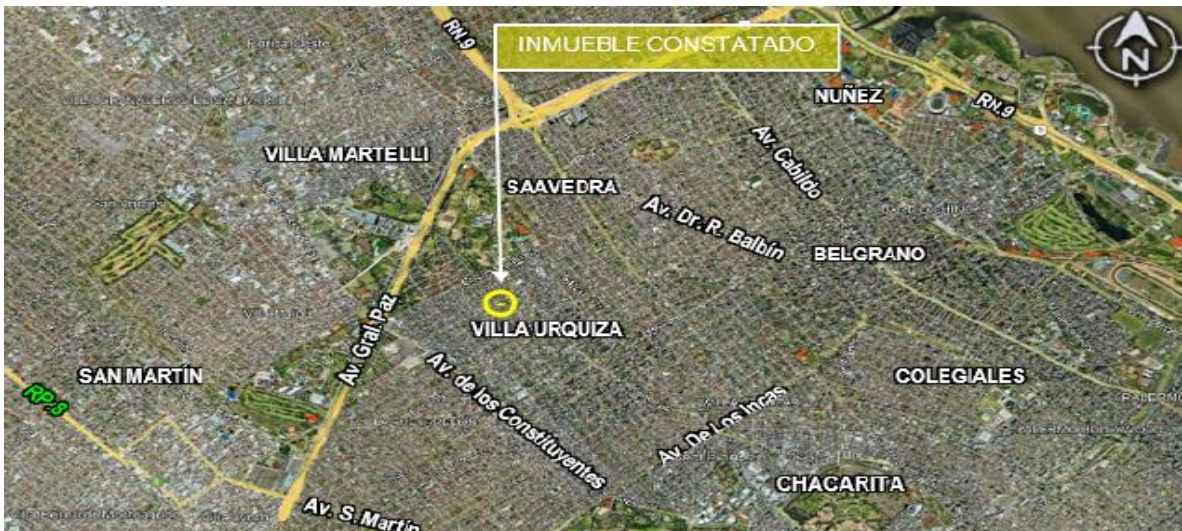 RN.9
INMUEBLE CONSTATADO
N
NUÑEZ
RN.9
VILLA MARTELLI
SAAVEDRA
Av. Cabildo
Av. Dr. R. Balbín
BELGRANO
Av. Gral. Paz
VILLA URQUIZA
SAN MARTÍN
RP.8
Av. de los Constituyentes
COLEGIALES
Av. De Los Incas
PALERMO
CHACARITA
Av. S. Martín